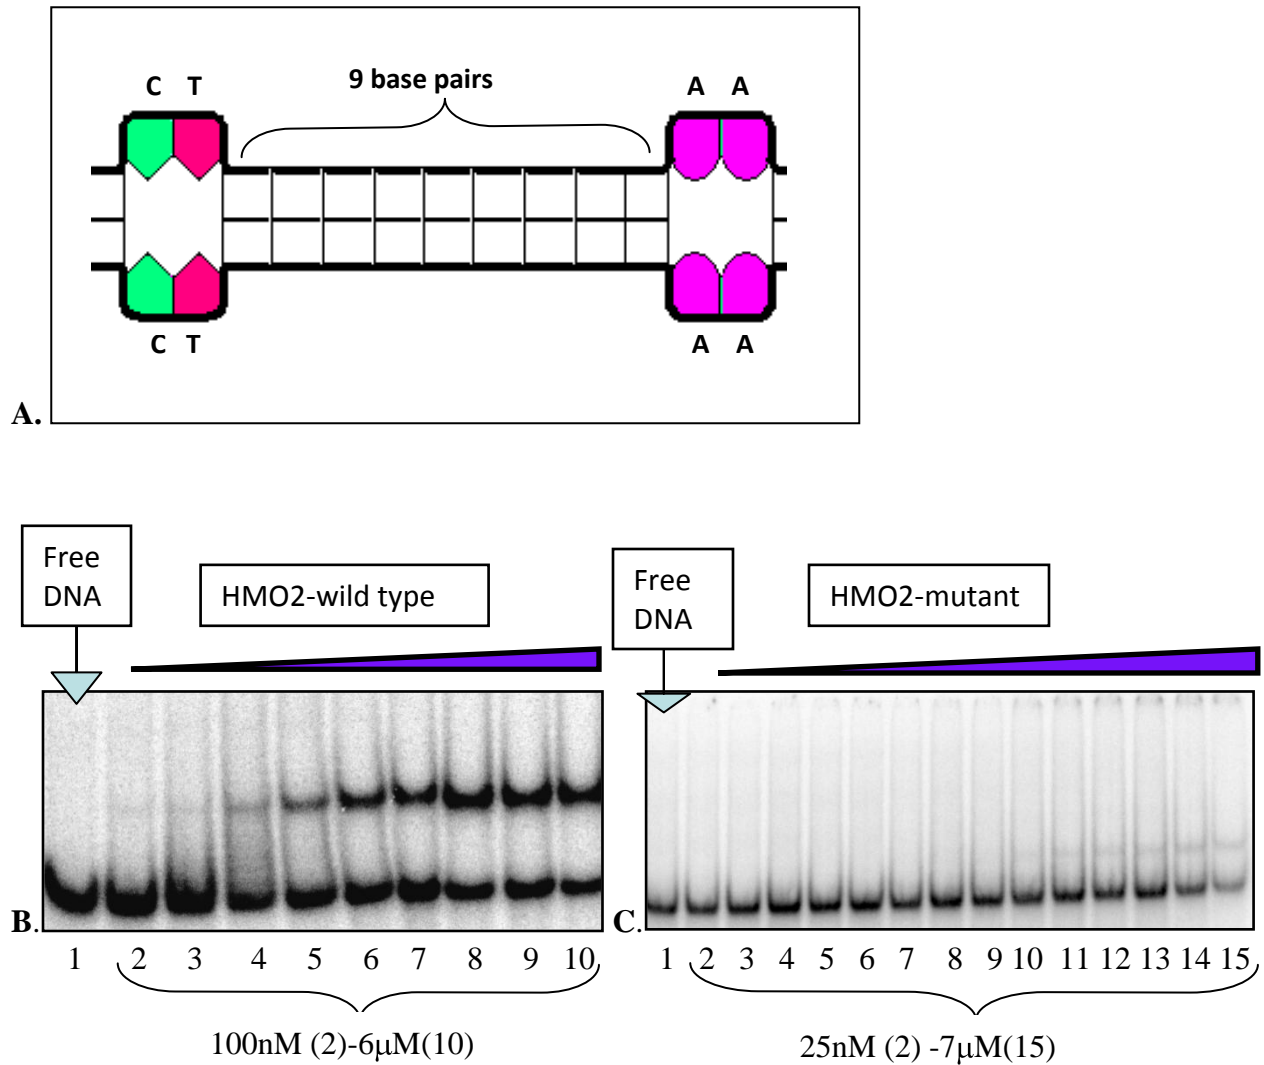 C T
9 base pairs
A A
C T
A A
A.
Free
DNA
HMO2-wild type
Free
DNA
HMO2-mutant
B.
1 2 3 4 5 6 7 8 9 10
100nM (2)-6μM(10)
C.
1 2 3 4 5 6 7 8 9 10 11 12 13 14 15
25nM (2) -7μM(15)